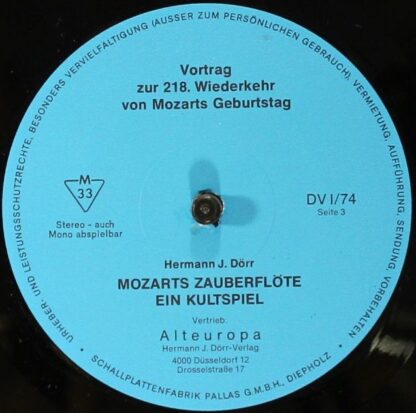 URHEBER- UND LEISTUNGSSCHUTZRECHTE, BESONDERS VERVIELFÄLTIGUNG (AUSSER ZUM PERSÖNLICHEN GEBRAUCH), VERMIETUNG, AUFFÜHRUNG, SENDUNG, VORBEHALTEN
Vortrag
zur 218. Wiederkehr
von Mozarts Geburtstag
M
33
Stereo - auch
Mono abspielbar
DV I/74
Seite 3
Hermann J. Dörr
MOZARTS ZAUBERFLÖTE
EIN KULTSPIEL
Vertrieb:
Alteuropa
Hermann J. Dörr-Verlag
4000 Düsseldorf 12
Drosselstraße 17
• SCHALLPLATTENFABRIK PALLAS G.M.B.H., DIEPHOLZ •